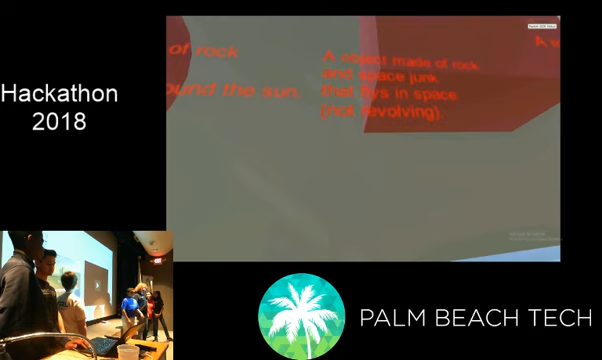 Hackathon
2018
of rock
ound the sun.
A object made of rock
and space junk
that flys in space
(not revolving).
PALM BEACH TECH